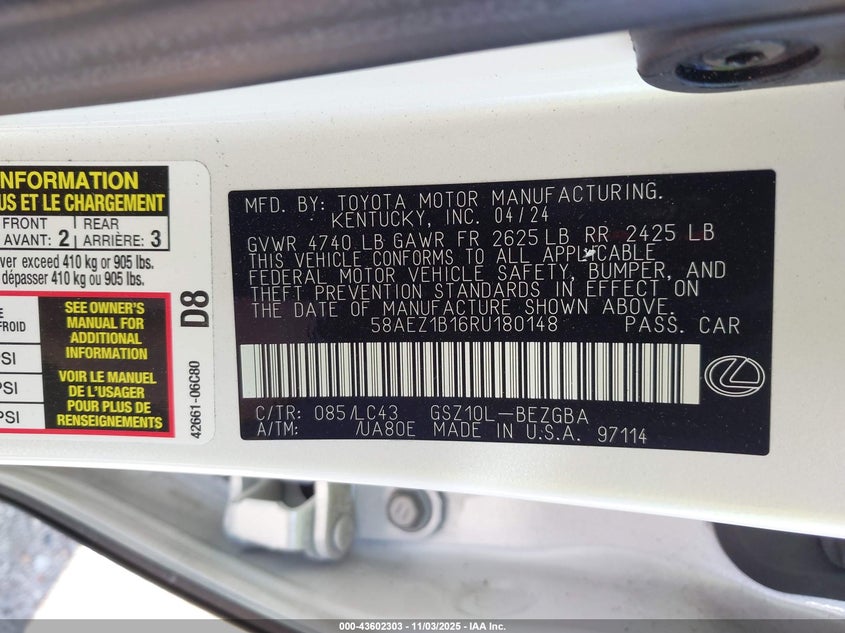 INFORMATION
US ET LE CHARGEMENT
FRONT
AVANT: 2
REAR
ARRIÈRE: 3
ver exceed 410 kg or 905 lbs.
dépasser 410 kg ou 905 lbs.
E
FROID
PSI
PSI
PSI
SEE OWNER'S
MANUAL FOR
ADDITIONAL
INFORMATION
VOIR LE MANUEL
DE L'USAGER
POUR PLUS DE
RENSEIGNEMENTS
D8
42661-06C80
MFD. BY: TOYOTA MOTOR MANUFACTURING.
KENTUCKY, INC. 04/24
GVWR 4740 LB GAWR FR 2625 LB RR 2425 LB
THIS VEHICLE CONFORMS TO ALL APPLICABLE
FEDERAL MOTOR VEHICLE SAFETY, BUMPER, AND
THEFT PREVENTION STANDARDS IN EFFECT ON
THE DATE OF MANUFACTURE SHOWN ABOVE.
58AEZ1B16RU180148 PASS. CAR
C/TR: 085/LC43 GSZ10L-BEZGBA
A/TM: /UA80E MADE IN U.S.A. 97114
000-43602303 - 11/03/2025 - IAA Inc.